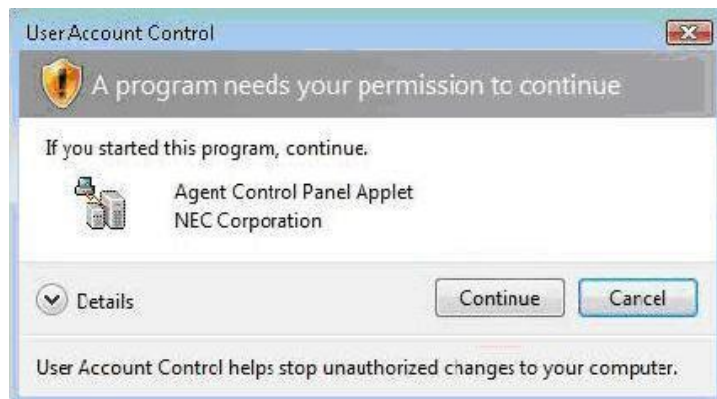 User Account Control
A program needs your permission to continue
If you started this program, continue.
Agent Control Panel Applet
NEC Corporation
Details
Continue
Cancel
User Account Control helps stop unauthorized changes to your computer.